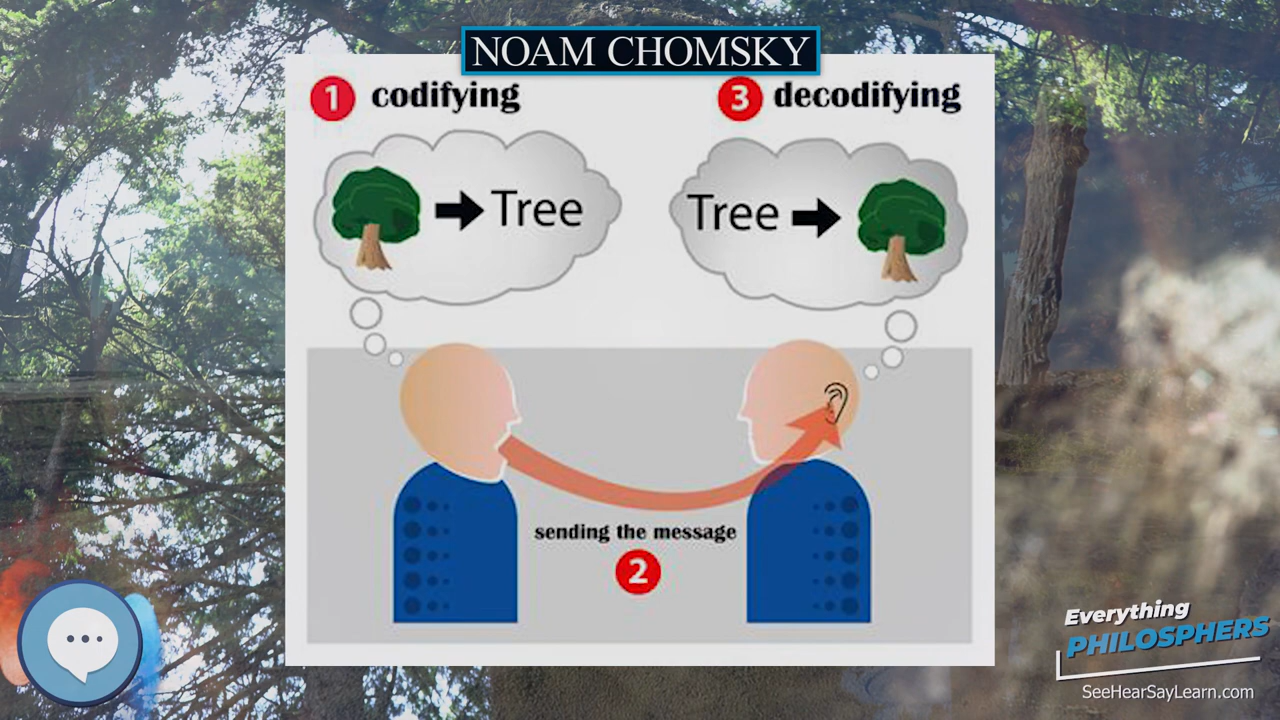 NOAM CHOMSKY
1 codifying
3 decodifying
Tree
Tree
sending the message
2
Everything
PHILOSPHERS
SeeHearSayLearn.com